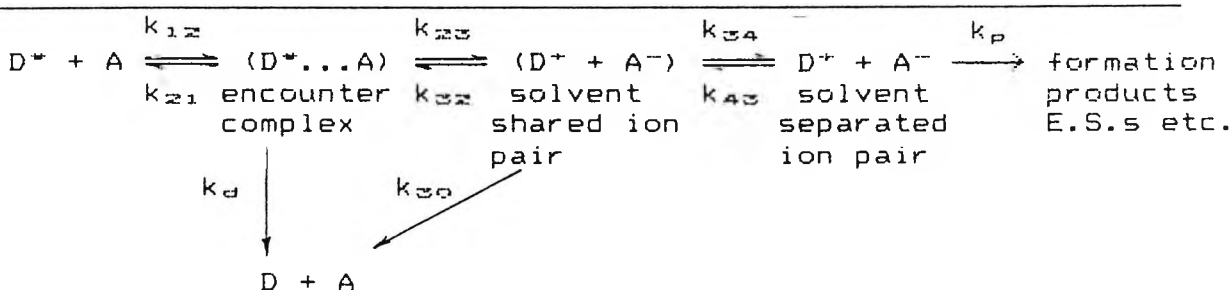 k₁₂ k₂₃ k₃₄ kₚ
D* + A ⇌ (D*...A) ⇌ (D⁺ + A⁻) ⇌ D⁺ + A⁻ → formation
k₂₁ encounter k₃₂ solvent k₄₃ solvent products
complex shared ion separated E.S.s etc.
pair ion pair
k_d k₃₀
D + A